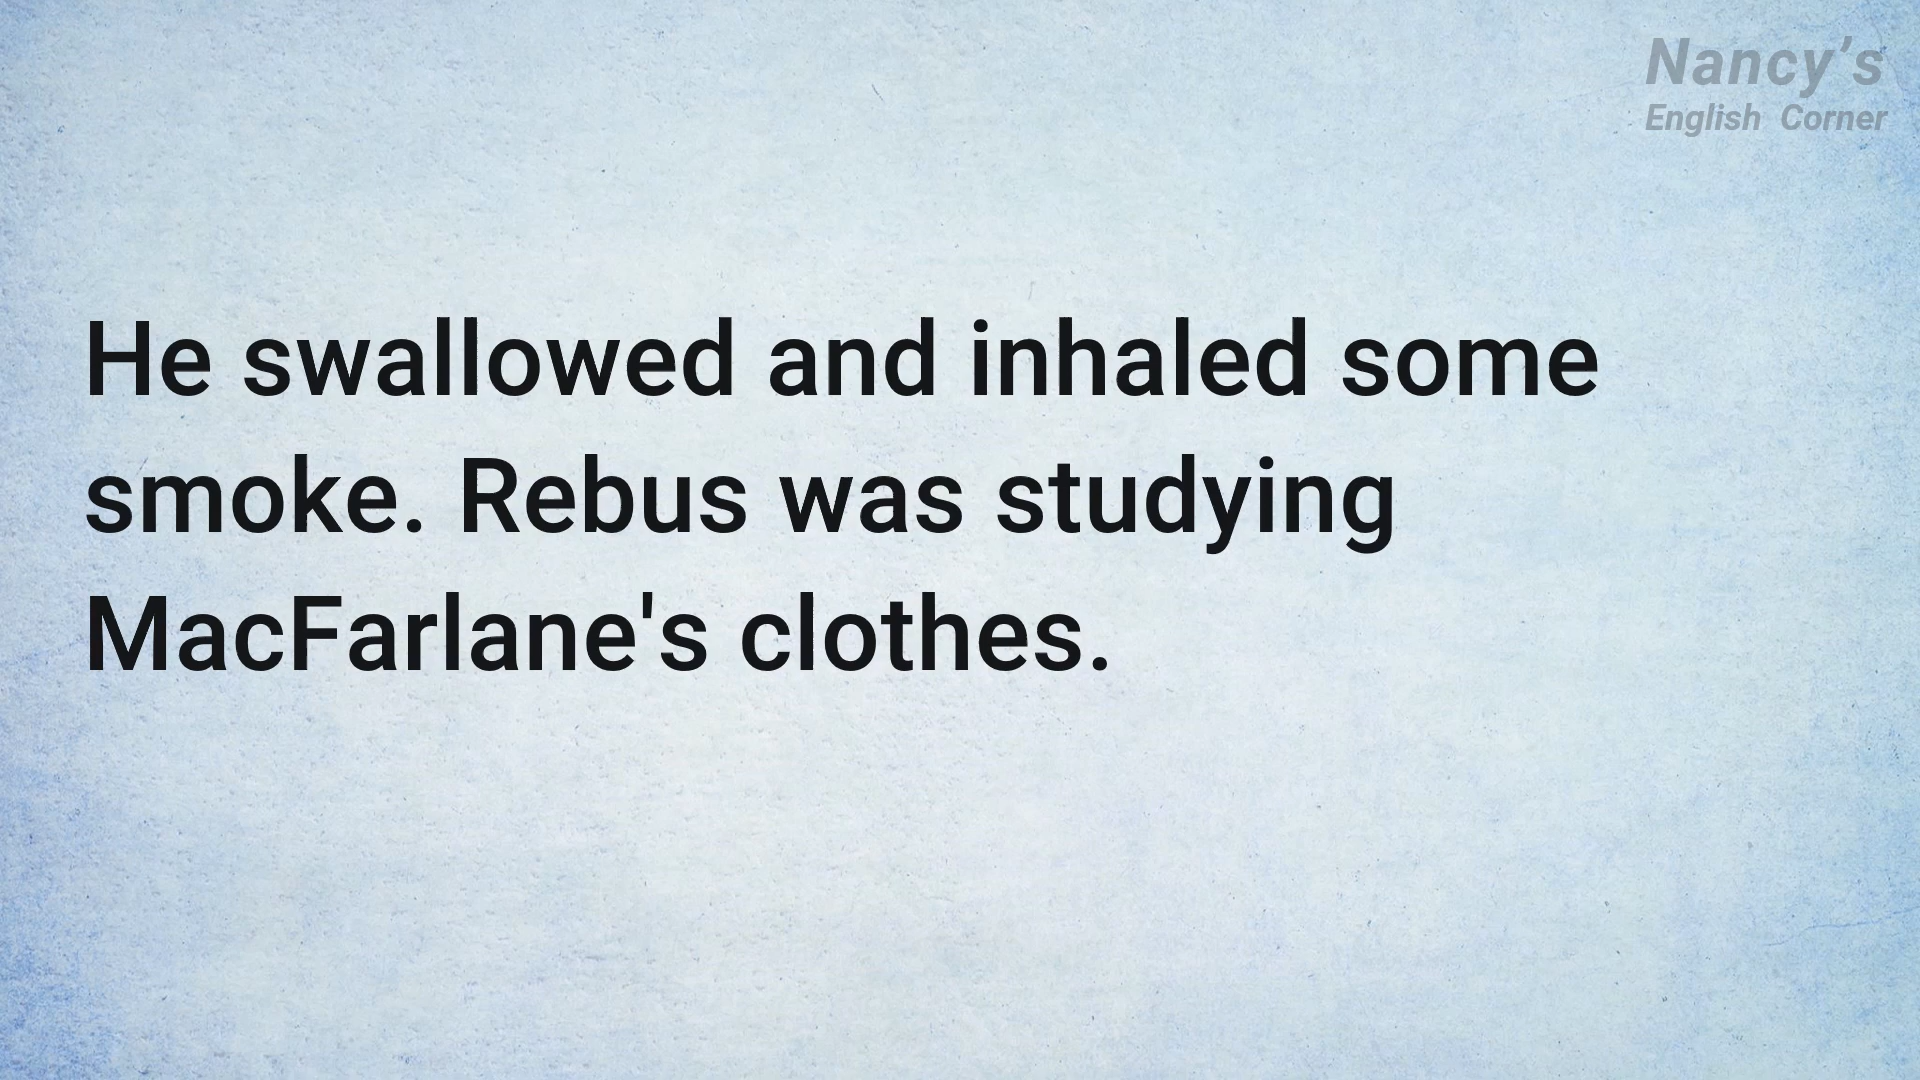 Nancy’s
English Corner
He swallowed and inhaled some
smoke. Rebus was studying
MacFarlane's clothes.